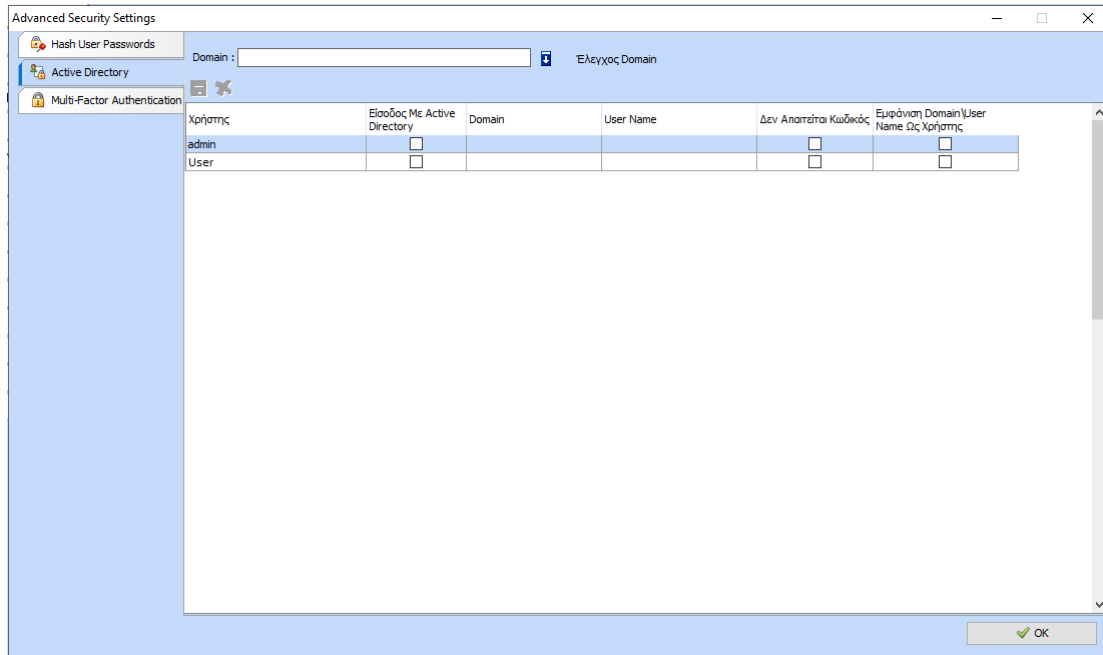 Advanced Security Settings
Hash User Passwords
Active Directory
Multi-Factor Authentication
Domain :
Έλεγχος Domain
Χρήστης
Είσοδος Με Active
Directory
Domain
User Name
Δεν Απαιτείται Κωδικός
Εμφάνιση Domain\User
Name Ως Χρήστης
admin
User
OK